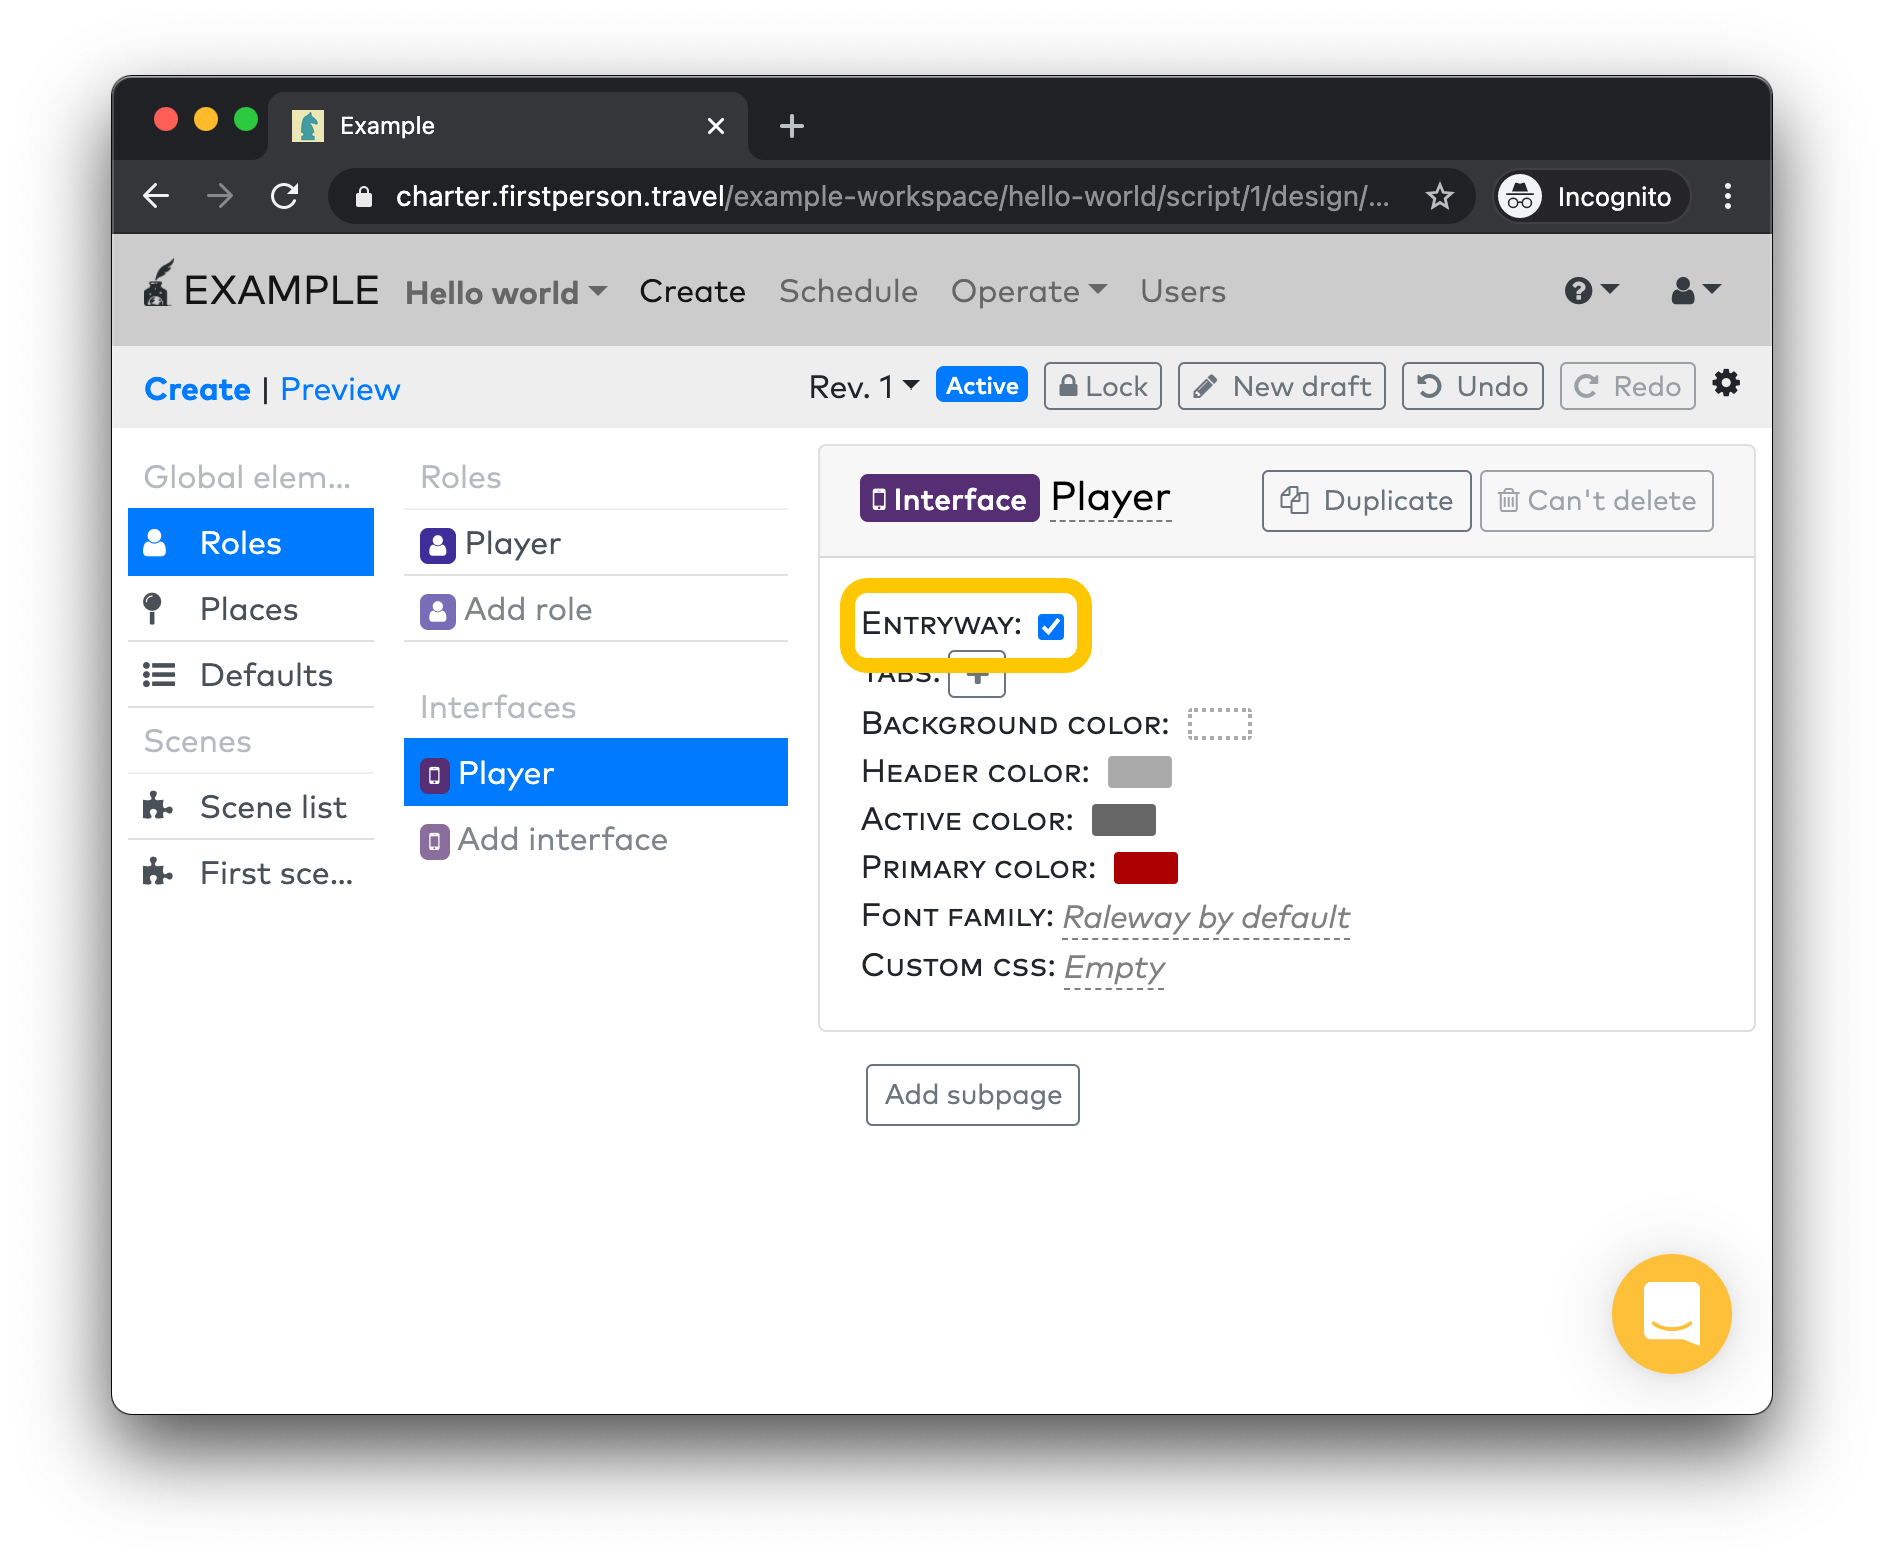 Example
charter.firstperson.travel/example-workspace/hello-world/script/1/design/...
Incognito
EXAMPLE Hello world Create Schedule Operate Users
Create | Preview
Rev. 1 Active Lock New draft Undo Redo
Global elem...
Roles
Places
Defaults
Scenes
Scene list
First sce...
Roles
Player
Add role
Interfaces
Player
Add interface
Interface Player Duplicate Can't delete
ENTRYWAY:
TABS: +
BACKGROUND COLOR:
HEADER COLOR:
ACTIVE COLOR:
PRIMARY COLOR:
FONT FAMILY: Raleway by default
CUSTOM CSS: Empty
Add subpage